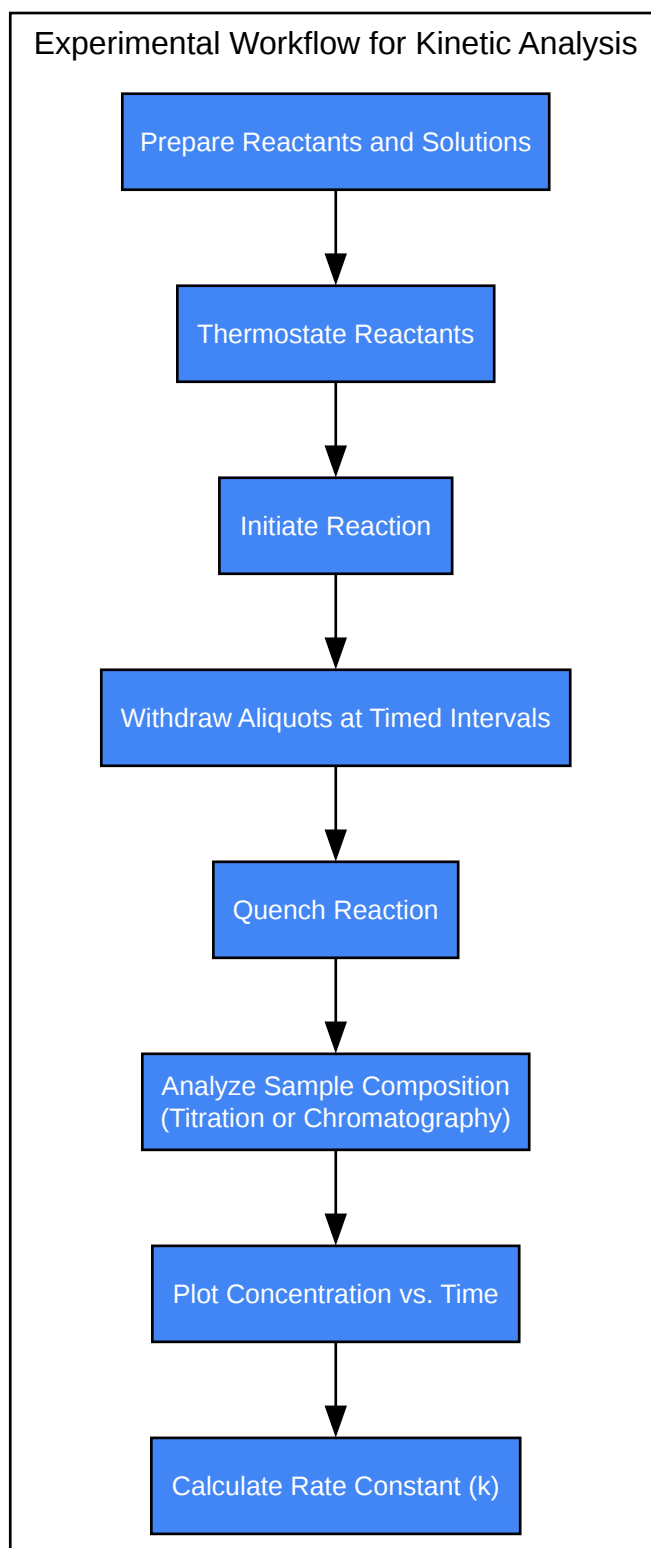 Experimental Workflow for Kinetic Analysis
Prepare Reactants and Solutions
Thermostate Reactants
Initiate Reaction
Withdraw Aliquots at Timed Intervals
Quench Reaction
Analyze Sample Composition
(Titration or Chromatography)
Plot Concentration vs. Time
Calculate Rate Constant (k)